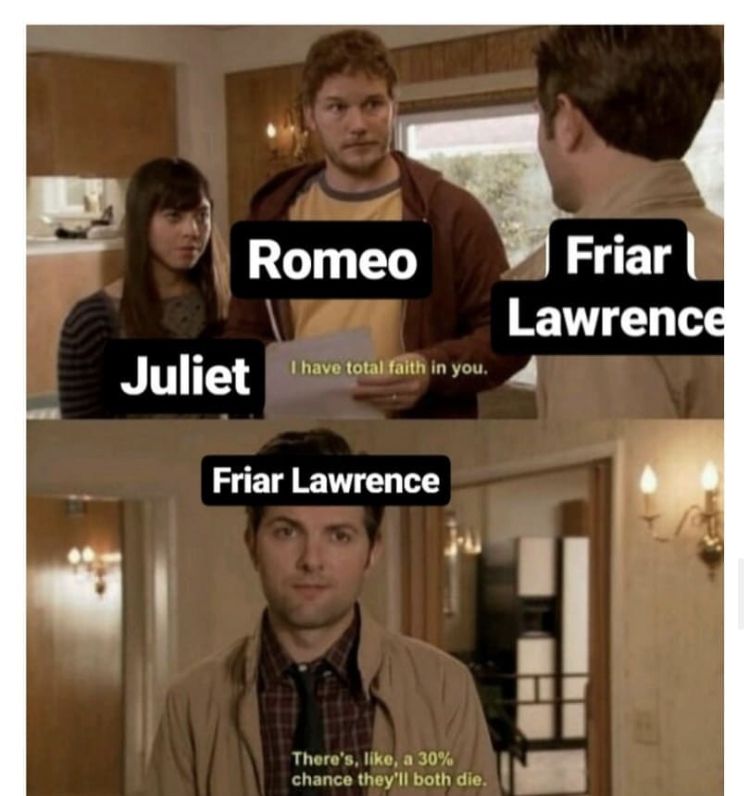 Romeo
Friar
Lawrence
Juliet
I have total faith in you.
Friar Lawrence
There's, like, a 30%
chance they'll both die.